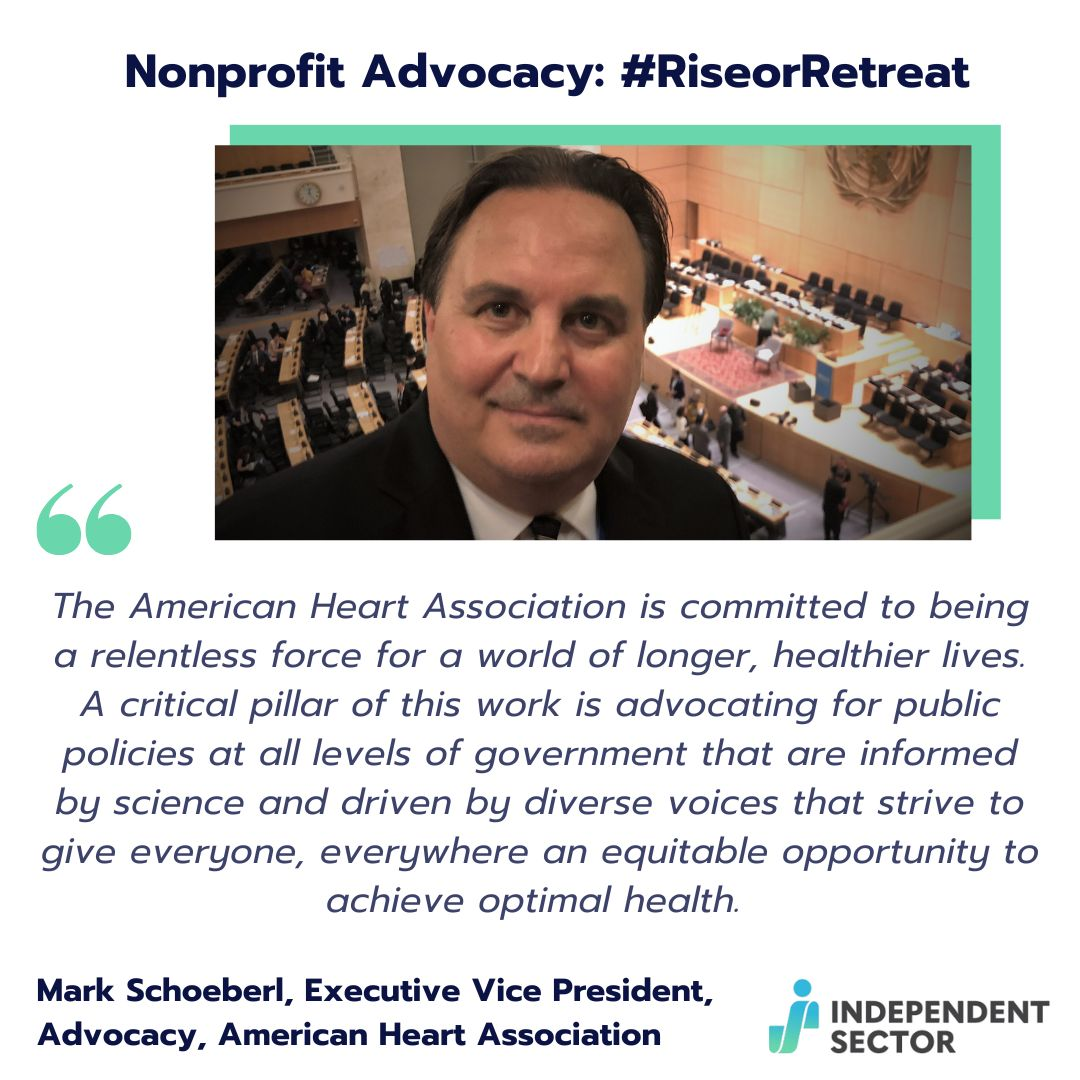 Nonprofit Advocacy: #RiseorRetreat
The American Heart Association is committed to being
a relentless force for a world of longer, healthier lives.
A critical pillar of this work is advocating for public
policies at all levels of government that are informed
by science and driven by diverse voices that strive to
give everyone, everywhere an equitable opportunity to
achieve optimal health.
Mark Schoeberl, Executive Vice President,
Advocacy, American Heart Association
INDEPENDENT
SECTOR